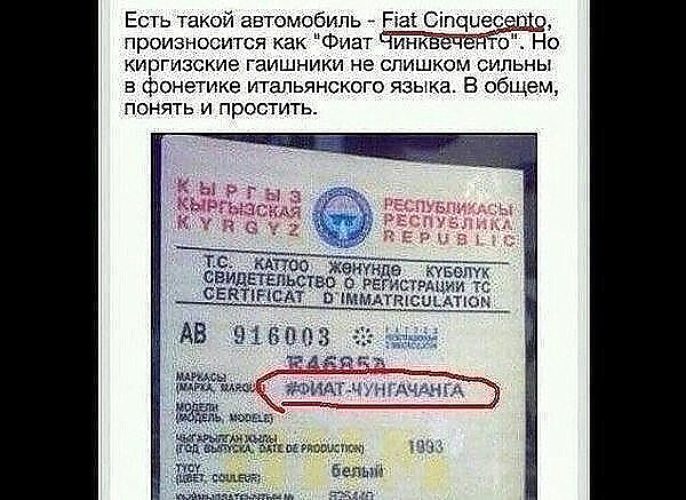 Есть такой автомобиль - Fiat Cinquecento,
произносится как "Фиат Чинквеченто". Но
киргизские гаишники не слишком сильны
в фонетике итальянского языка. В общем,
понять и простить.
КЫРГЫЗ РЕСПУБЛИКАСЫ
КЫРГЫЗСКАЯ РЕСПУБЛИКА
KYRGYZ REPUBLIC
Т.С. КАТТОО ЖӨНҮНДӨ КҮБӨЛҮК
СВИДЕТЕЛЬСТВО О РЕГИСТРАЦИИ ТС
CERTIFICAT D'IMMATRICULATION
АВ 916003
МАРКАСЫ
(МАРКА, MARQUE) #ФИАТ-ЧУНГАЧАНГА
МОДЕЛИ
(МОДЕЛЬ, MODELE)
ЧЫГАРЫЛГАН ЖЫЛЫ
(ГОД ВЫПУСКА, DATE DE PRODUCTION) 1993
ТҮСҮ
(ЦВЕТ, COULEUR) белый